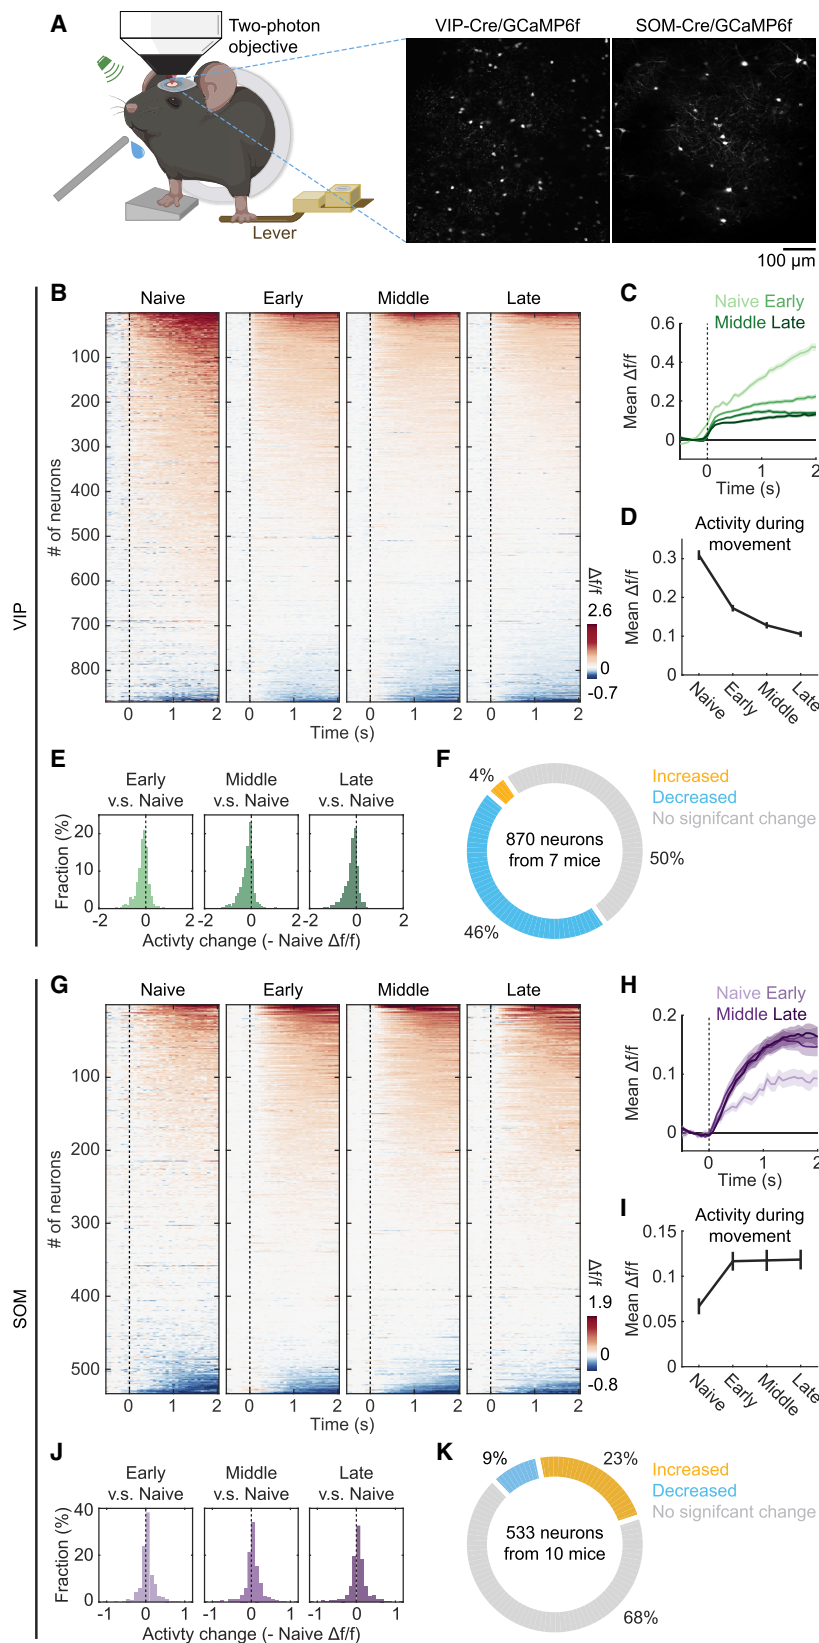 A
Two-photon
objective
Lever
VIP-Cre/GCaMP6f
SOM-Cre/GCaMP6f
100 µm
VIP
B
Naive
Early
Middle
Late
# of neurons
100
200
300
400
500
600
700
800
0 1 2
0 1 2
0 1 2
0 1 2
Time (s)
Δf/f
2.6
0
-0.7
C
Naive Early
Middle Late
Mean Δf/f
0.6
0.4
0.2
0
0 1 2
Time (s)
D
Activity during
movement
Mean Δf/f
0.3
0.2
0.1
0
Naive
Early
Middle
Late
E
Early
v.s. Naive
Middle
v.s. Naive
Late
v.s. Naive
Fraction (%)
20
10
0
-2 0 2
-2 0 2
-2 0 2
Activty change (- Naive Δf/f)
F
4%
46%
50%
870 neurons
from 7 mice
Increased
Decreased
No signifcant change
SOM
G
Naive
Early
Middle
Late
# of neurons
100
200
300
400
500
0 1 2
0 1 2
0 1 2
0 1 2
Time (s)
Δf/f
1.9
0
-0.8
H
Naive Early
Middle Late
Mean Δf/f
0.2
0.1
0
0 1 2
Time (s)
I
Activity during
movement
Mean Δf/f
0.15
0.1
0.05
0
Naive
Early
Middle
Late
J
Early
v.s. Naive
Middle
v.s. Naive
Late
v.s. Naive
Fraction (%)
40
20
0
-1 0 1
-1 0 1
-1 0 1
Activty change (- Naive Δf/f)
K
9%
23%
68%
533 neurons
from 10 mice
Increased
Decreased
No signifcant change